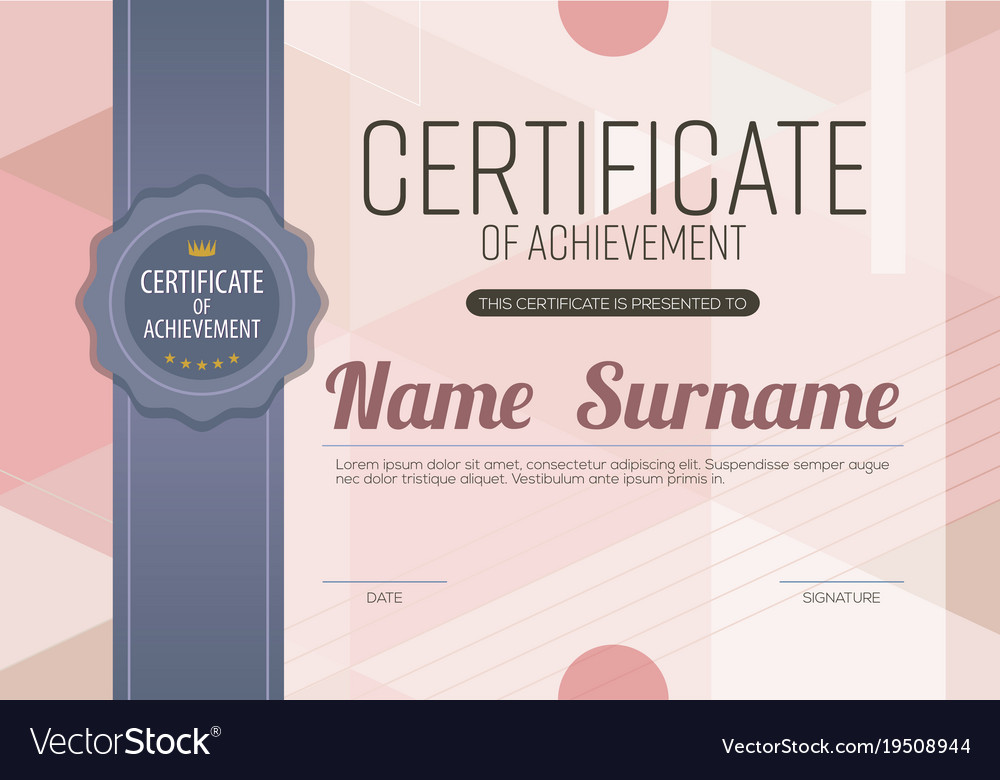 CERTIFICATE
OF ACHIEVEMENT
THIS CERTIFICATE IS PRESENTED TO
CERTIFICATE
OF
ACHIEVEMENT
Name Surname
Lorem ipsum dolor sit amet, consectetur adipiscing elit. Suspendisse semper augue
nec dolor tristique aliquet. Vestibulum ante ipsum primis in.
DATE
SIGNATURE
VectorStock®
VectorStock.com/19508944